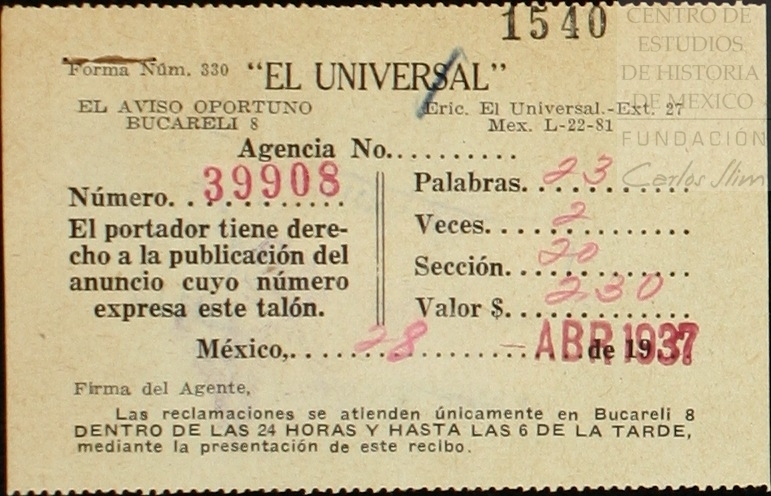 1540
CENTRO DE
ESTUDIOS
DE HISTORIA
DE MEXICO
FUNDACIÓN
Carlos Slim
Forma Núm. 330 "EL UNIVERSAL"
EL AVISO OPORTUNO
BUCARELI 8
Eric. El Universal.-Ext. 27
Mex. L-22-81
Agencia No..........
Número............ 39908
El portador tiene dere-
cho a la publicación del
anuncio cuyo número
expresa este talón.
Palabras............ 23
Veces............... 2
Sección............. 20
Valor $............. 230
México,.... 28 ........ - ABR 1937 de 19...
Firma del Agente,
Las reclamaciones se atienden únicamente en Bucareli 8
DENTRO DE LAS 24 HORAS Y HASTA LAS 6 DE LA TARDE,
mediante la presentación de este recibo.